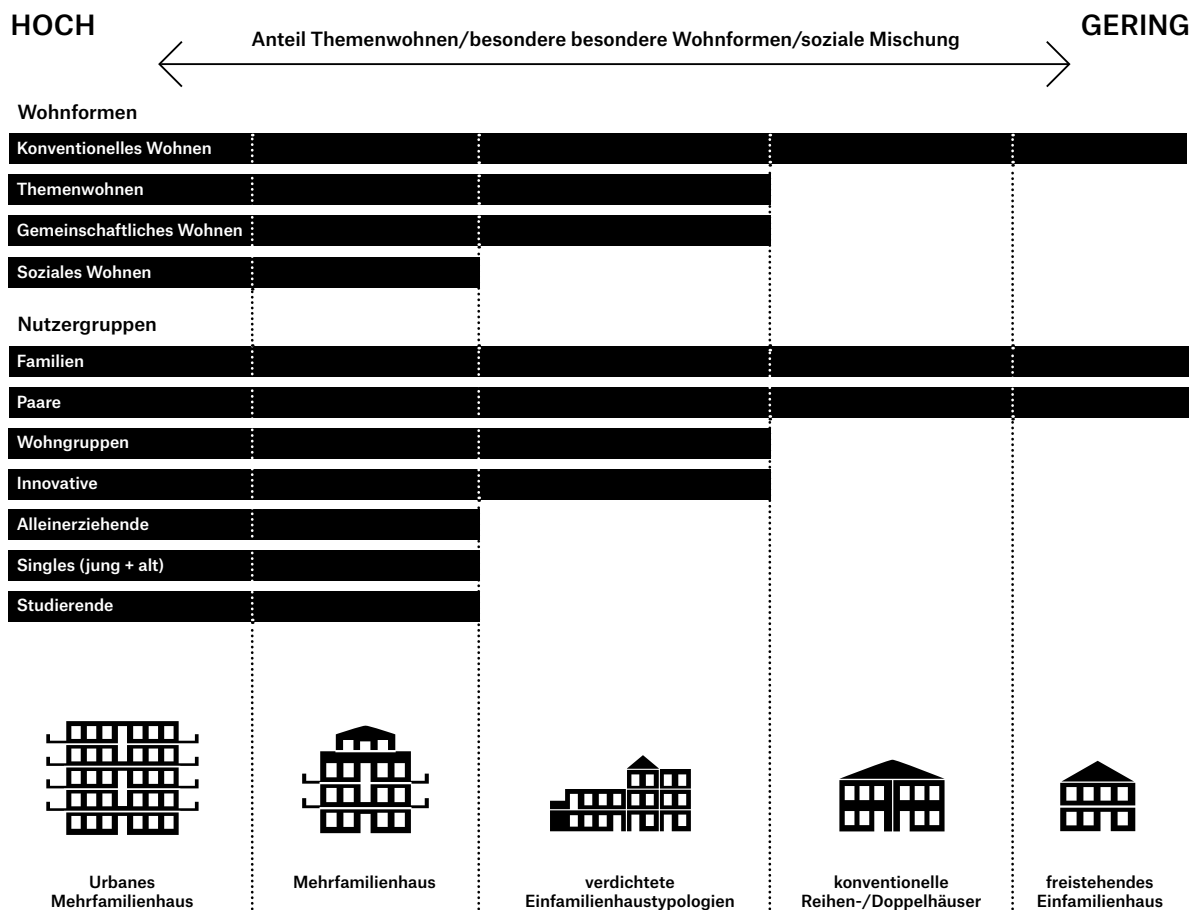 HOCH
GERING
Anteil Themenwohnen/besondere besondere Wohnformen/soziale Mischung
Wohnformen
Konventionelles Wohnen
Themenwohnen
Gemeinschaftliches Wohnen
Soziales Wohnen
Nutzergruppen
Familien
Paare
Wohngruppen
Innovative
Alleinerziehende
Singles (jung + alt)
Studierende
Urbanes
Mehrfamilienhaus
Mehrfamilienhaus
verdichtete
Einfamilienhaustypologien
konventionelle
Reihen-/Doppelhäuser
freistehendes
Einfamilienhaus